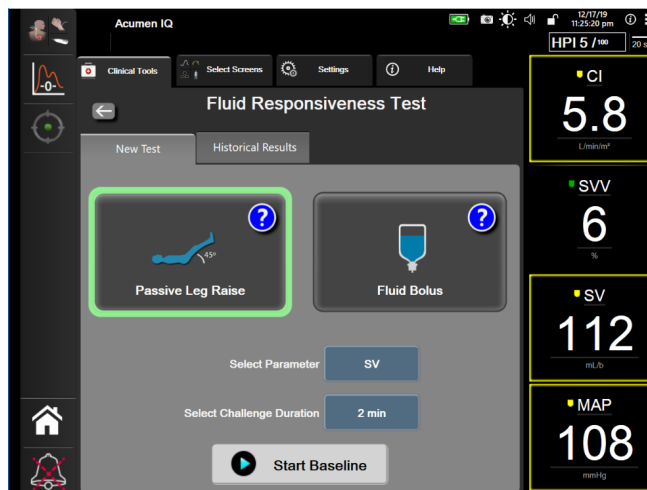 Acumen IQ
12/17/19
11:25:20 pm
HPI 5 /100
20 s
-0-
Clinical Tools
Select Screens
Settings
Help
Fluid Responsiveness Test
New Test
Historical Results
?
45°
Passive Leg Raise
?
Fluid Bolus
Select Parameter
SV
Select Challenge Duration
2 min
Start Baseline
CI
5.8
L/min/m²
SVV
6
%
SV
112
mL/b
MAP
108
mmHg